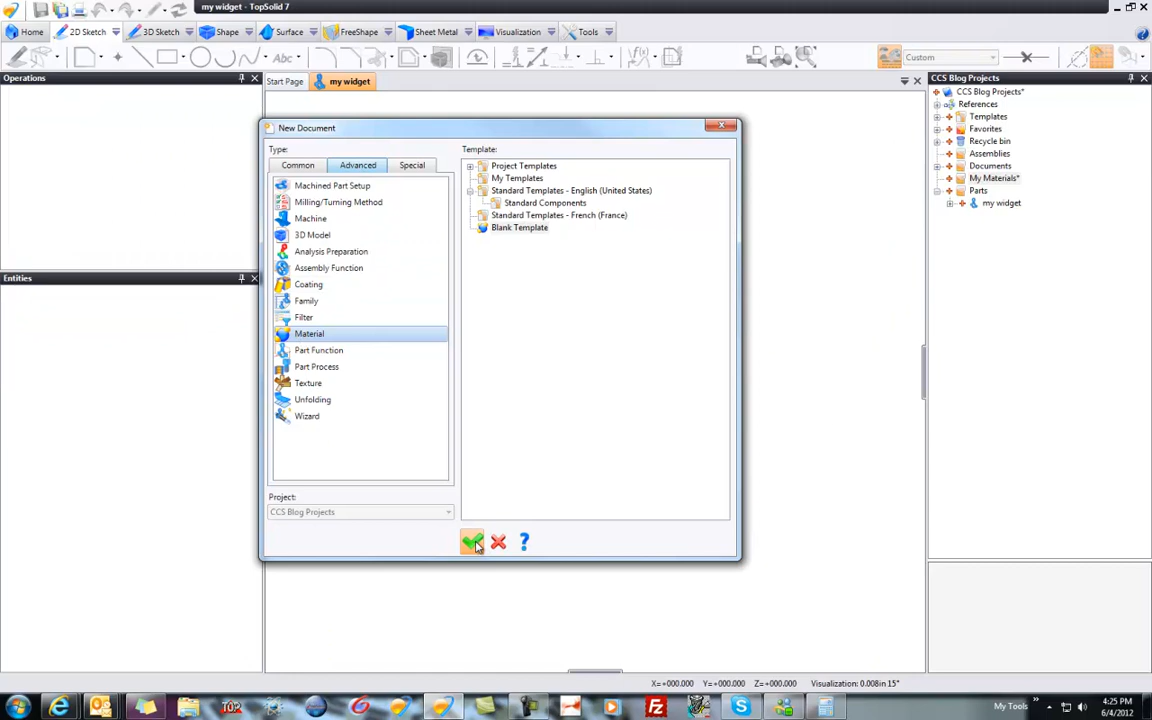 my widget - TopSolid 7
Home
2D Sketch
3D Sketch
Shape
Surface
FreeShape
Sheet Metal
Visualization
Tools
Abc
Custom
Operations
Start Page
my widget
CCS Blog Projects
CCS Blog Projects*
References
Templates
Favorites
Recycle bin
Assemblies
Documents
My Materials*
Parts
my widget
New Document
Type:
Common
Advanced
Special
Machined Part Setup
Milling/Turning Method
Machine
3D Model
Analysis Preparation
Assembly Function
Coating
Family
Filter
Material
Part Function
Part Process
Texture
Unfolding
Wizard
Project:
CCS Blog Projects
Template:
Project Templates
My Templates
Standard Templates - English (United States)
Standard Components
Standard Templates - French (France)
Blank Template
Entities
X=+000.000 Y=+000.000 Z=+000.000 Visualization: 0.008in 15°
My Tools
4:25 PM
6/4/2012